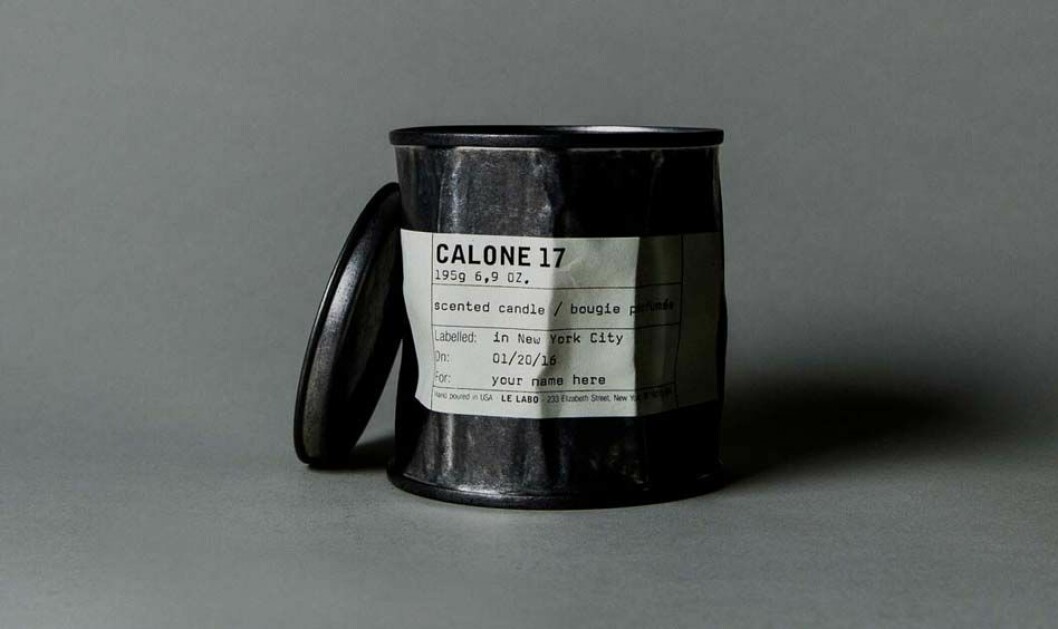 CALONE 17
195g 6,9 OZ.
scented candle / bougie parfumée
Labelled: in New York City
On: 01/20/16
For: your name here
Hand poured in USA LE LABO - 233 Elizabeth Street, New York